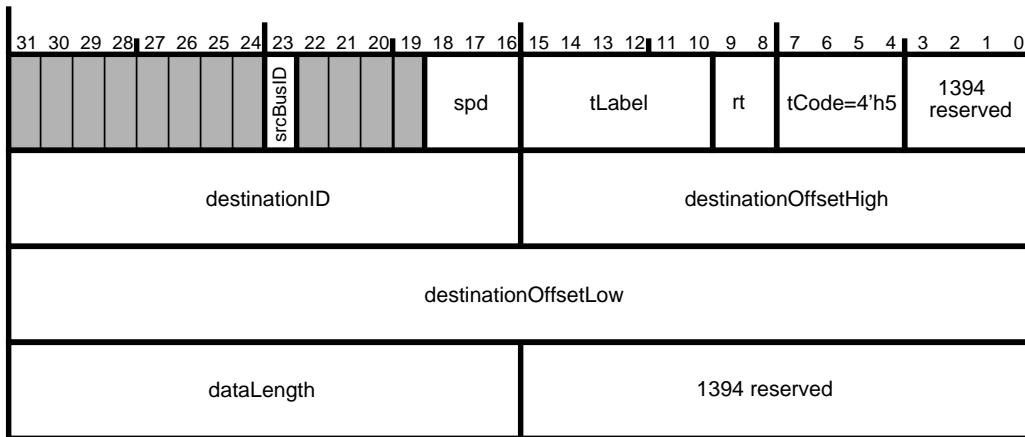 31 30 29 28 27 26 25 24 23 22 21 20 19 18 17 16 15 14 13 12 11 10 9 8 7 6 5 4 3 2 1 0
srcBusID
spd
tLabel
rt
tCode=4'h5
1394
reserved
destinationID
destinationOffsetHigh
destinationOffsetLow
dataLength
1394 reserved